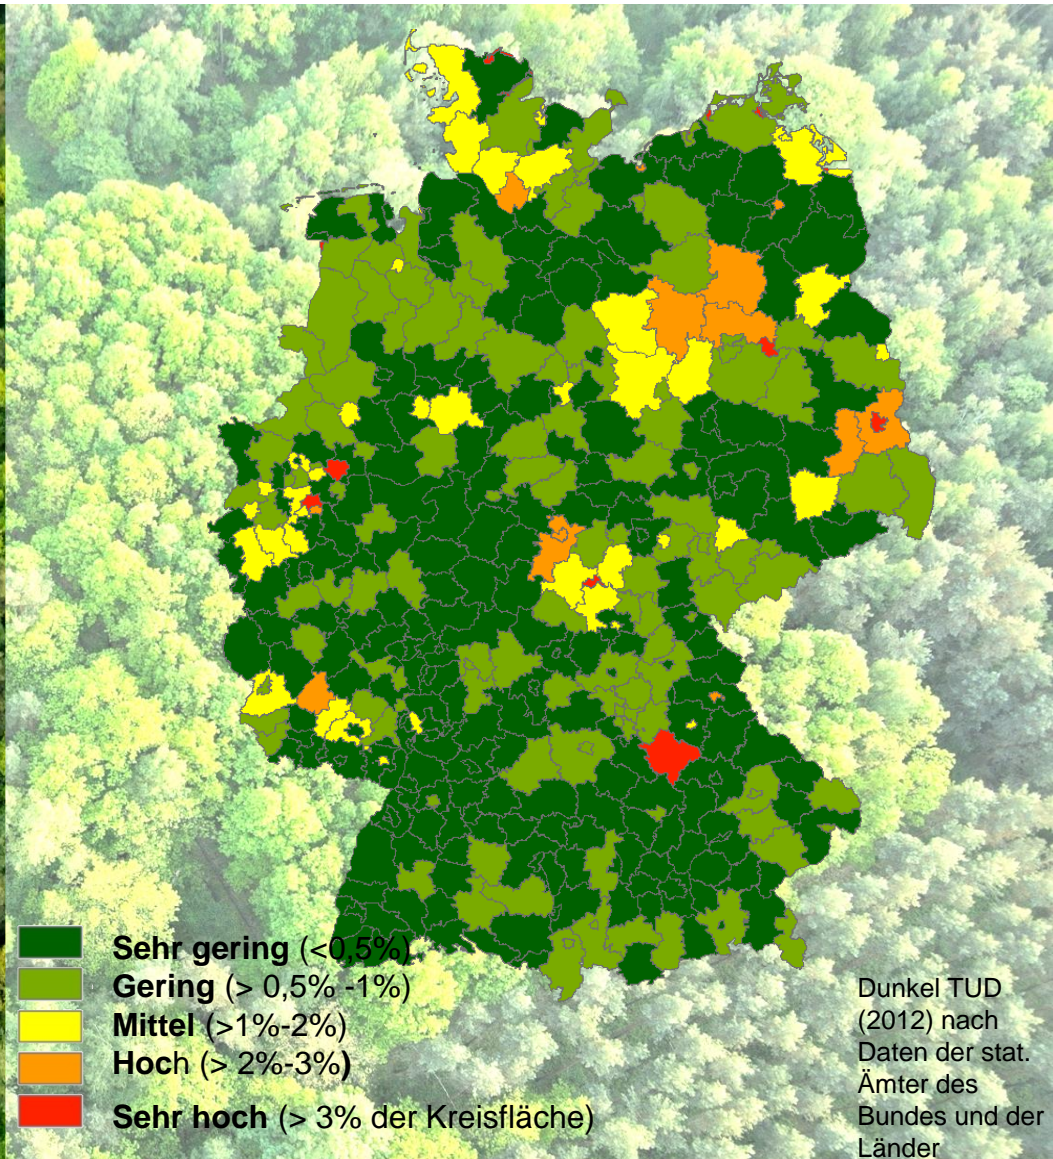 Sehr gering (<0,5%)
Gering (> 0,5% -1%)
Mittel (>1%-2%)
Hoch (> 2%-3%)
Sehr hoch (> 3% der Kreisfläche)
Dunkel TUD
(2012) nach
Daten der stat.
Ämter des
Bundes und der
Länder